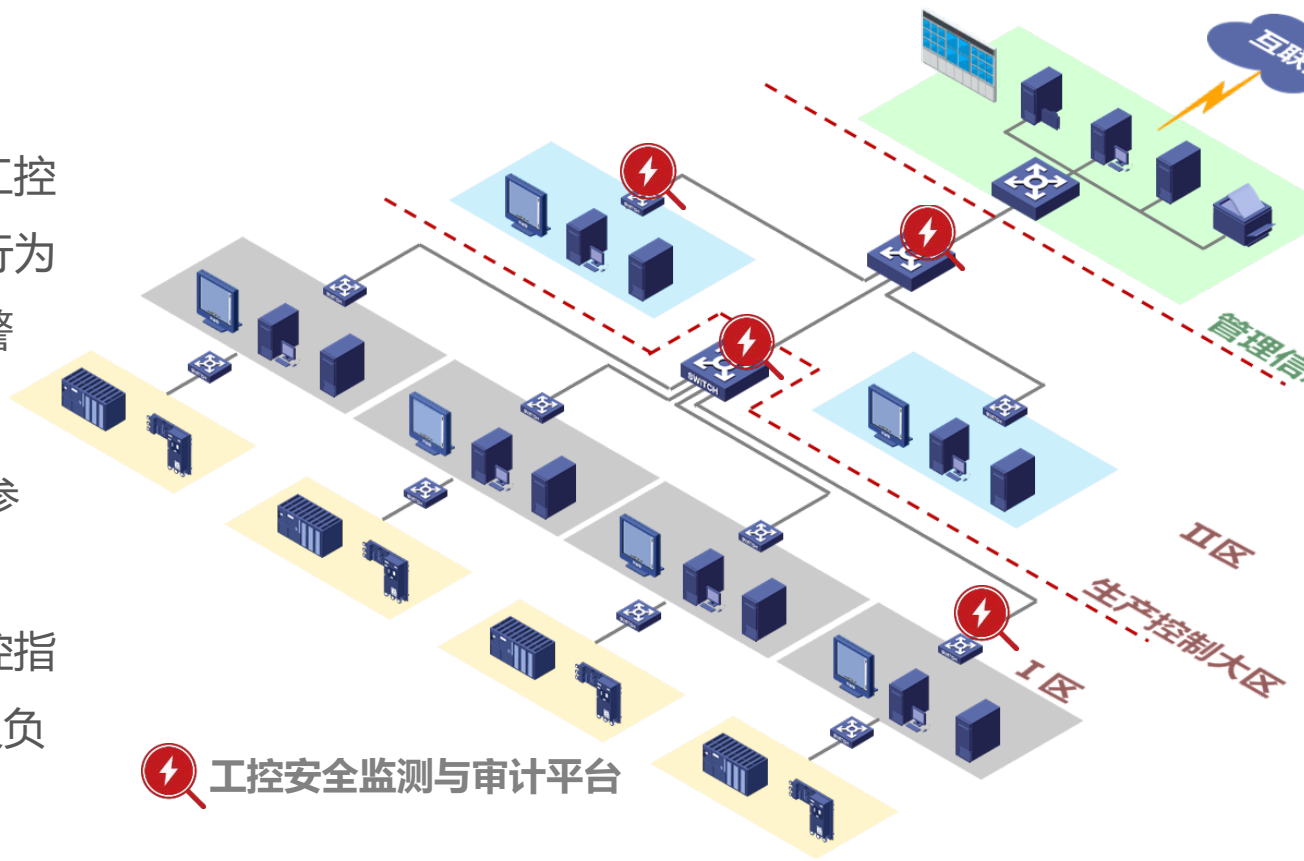 工控
行为
警
参
控指
负
互联
管理信
II区
生产控制大区
I区
SWITCH
工控安全监测与审计平台